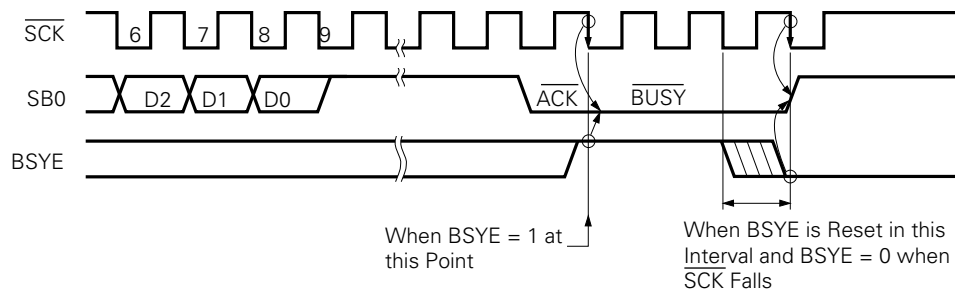 SCK 6 7 8 9
SB0 D2 D1 D0 ACK BUSY
BSYE
When BSYE = 1 at
this Point
When BSYE is Reset in this
Interval and BSYE = 0 when
SCK Falls